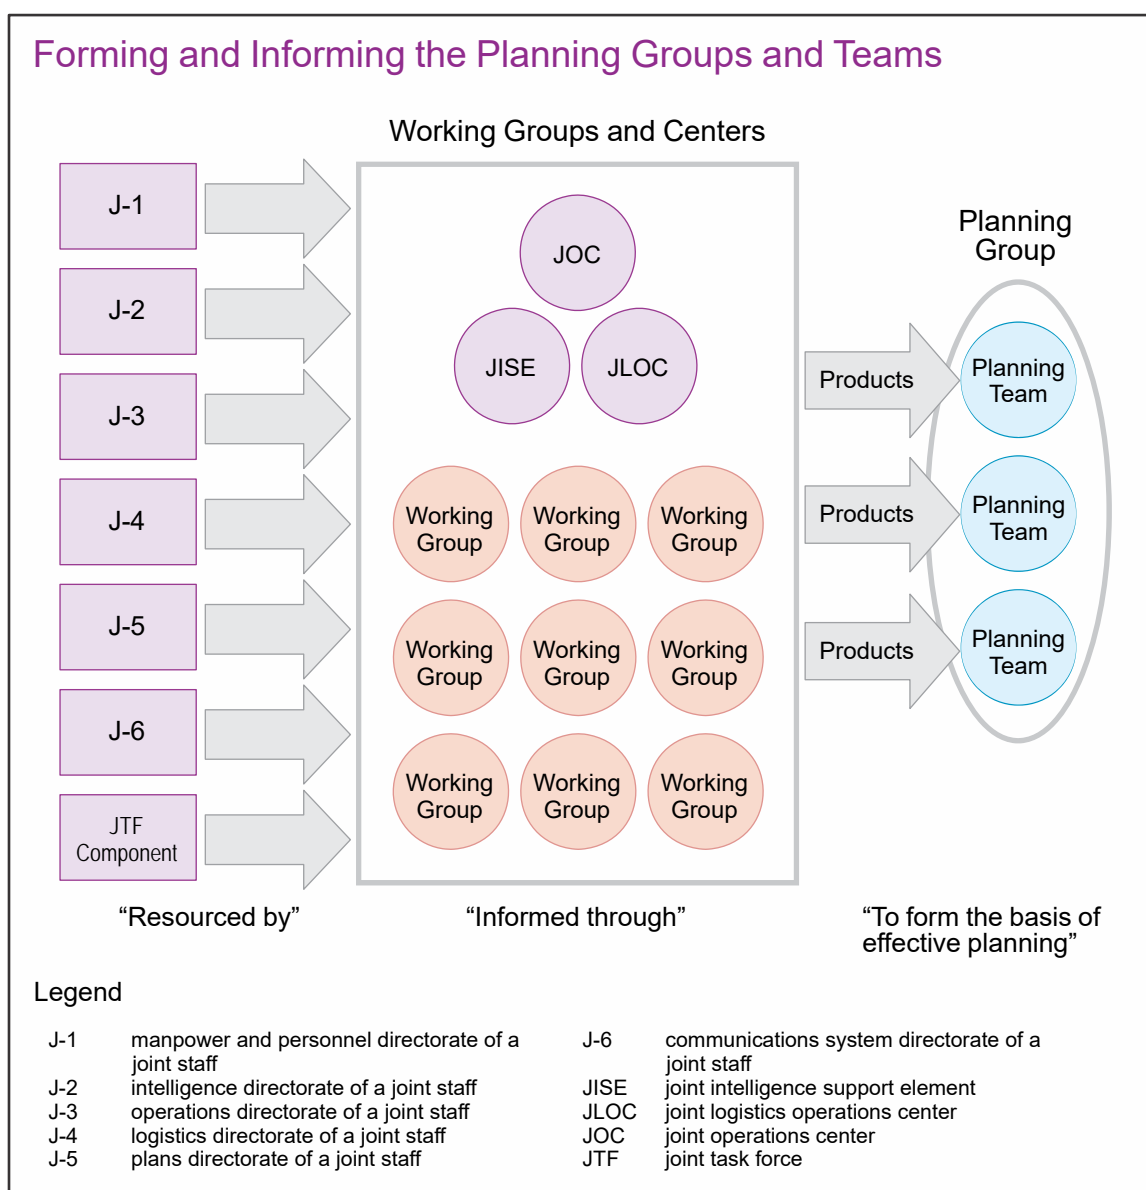 Forming and Informing the Planning Groups and Teams
Working Groups and Centers
J-1
J-2
J-3
J-4
J-5
J-6
JTF
Component
JOC
JISE
JLOC
Working
Group
Working
Group
Working
Group
Working
Group
Working
Group
Working
Group
Working
Group
Working
Group
Working
Group
Products
Products
Products
Planning
Group
Planning
Team
Planning
Team
Planning
Team
“Resourced by”
“Informed through”
“To form the basis of
effective planning”
Legend
J-1 manpower and personnel directorate of a
joint staff
J-2 intelligence directorate of a joint staff
J-3 operations directorate of a joint staff
J-4 logistics directorate of a joint staff
J-5 plans directorate of a joint staff
J-6 communications system directorate of a
joint staff
JISE joint intelligence support element
JLOC joint logistics operations center
JOC joint operations center
JTF joint task force